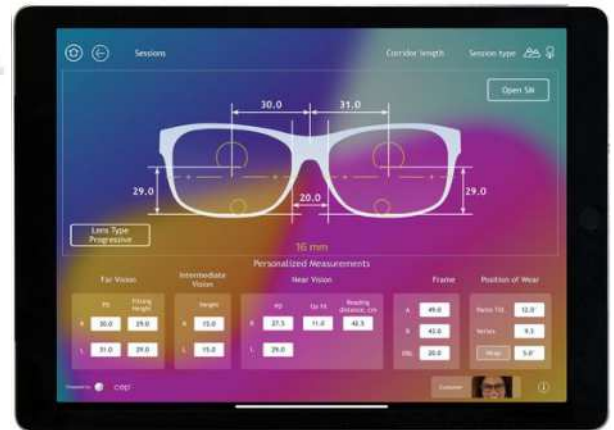 Sessions Corridor length Session type
Open SR
30.0 31.0
29.0 20.0 29.0
Lens Type
Progressive
16 mm
Personalized Measurements
Far Vision Intermediate Vision Near Vision Frame Position of Wear
PD Fitting Height Height PD Reading distance, cm
R 30.0 29.0 R 15.0 R 27.5 11.0 42.5 A 49.0 Panto Tilt 12.0°
L 31.0 29.0 L 15.0 L 29.0 B 43.0 Vertex 9.5
DBL 20.0 Wrap 5.0°
Powered by cep Customer